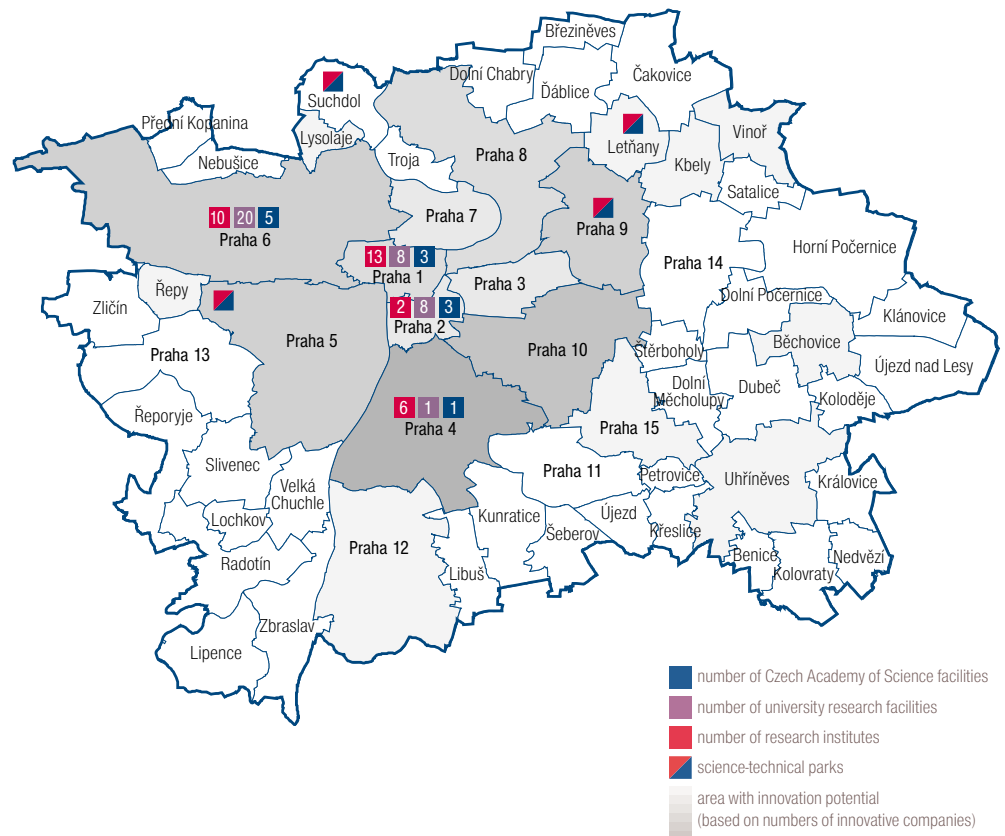 Březiněves
Dolní Chabry
Čakovice
Ďáblice
Suchdol
Přední Kopanina
Lysolaje
Letňany
Vinoř
Nebušice
Troja
Praha 8
Kbely
Satalice
10 20 5
Praha 6
Praha 7
Praha 9
Horní Počernice
13 8 3
Praha 1
Praha 14
Praha 3
Řepy
Dolní Počernice
Zličín
2 8 3
Praha 2
Klánovice
Praha 5
Praha 10
Běchovice
Praha 13
Štěrboholy
Újezd nad Lesy
Dolní
Měcholupy
Dubeč
Koloděje
6 1 1
Praha 4
Řeporyje
Praha 15
Slivenec
Praha 11
Petrovice
Uhříněves
Královice
Velká
Chuchle
Lochkov
Kunratice
Újezd
Šeberov
Křeslice
Praha 12
Benice
Nedvězí
Radotín
Libuš
Kolovraty
Zbraslav
Lipence
number of Czech Academy of Science facilities
number of university research facilities
number of research institutes
science-technical parks
area with innovation potential
(based on numbers of innovative companies)